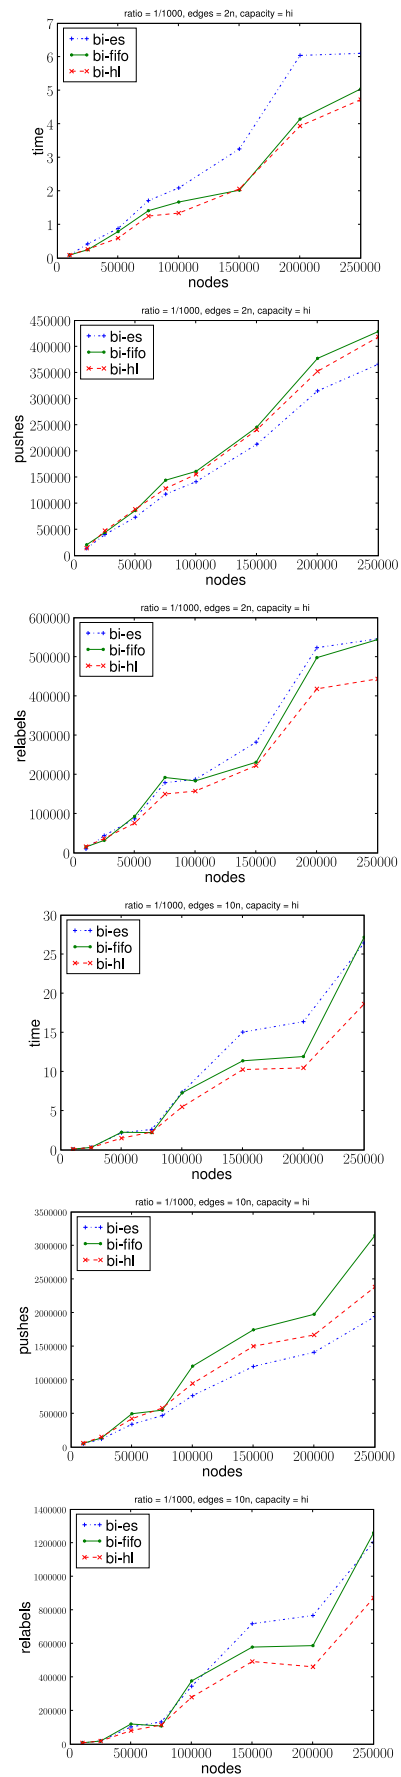 ratio = 1/1000, edges = 2n, capacity = hi
7
6
5
4
3
2
1
0
time
bi-es
bi-fifo
bi-hl
0 50000 100000 150000 200000 250000
nodes
ratio = 1/1000, edges = 2n, capacity = hi
450000
400000
350000
300000
250000
200000
150000
100000
50000
0
pushes
bi-es
bi-fifo
bi-hl
0 50000 100000 150000 200000 250000
nodes
ratio = 1/1000, edges = 2n, capacity = hi
600000
500000
400000
300000
200000
100000
0
relabels
bi-es
bi-fifo
bi-hl
0 50000 100000 150000 200000 250000
nodes
ratio = 1/1000, edges = 10n, capacity = hi
30
25
20
15
10
5
0
time
bi-es
bi-fifo
bi-hl
0 50000 100000 150000 200000 250000
nodes
ratio = 1/1000, edges = 10n, capacity = hi
3500000
3000000
2500000
2000000
1500000
1000000
500000
0
pushes
bi-es
bi-fifo
bi-hl
0 50000 100000 150000 200000 250000
nodes
ratio = 1/1000, edges = 10n, capacity = hi
1400000
1200000
1000000
800000
600000
400000
200000
0
relabels
bi-es
bi-fifo
bi-hl
0 50000 100000 150000 200000 250000
nodes